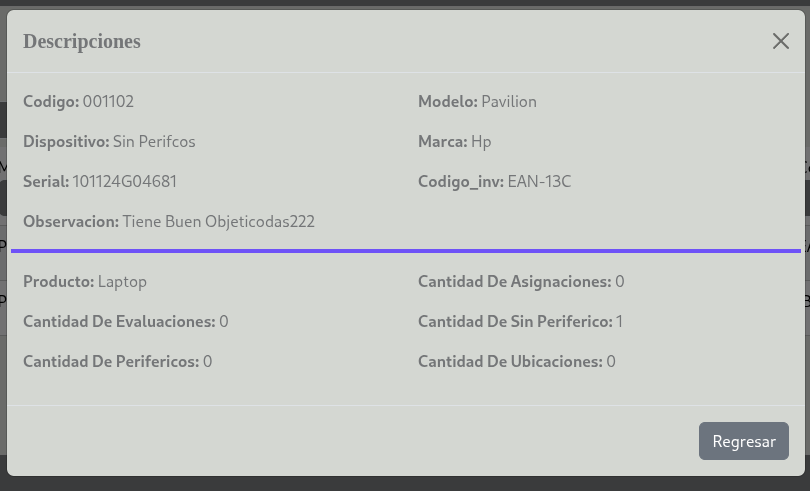 Descripciones
Codigo: 001102
Modelo: Pavilion
Dispositivo: Sin Perifcos
Marca: Hp
Serial: 101124G04681
Codigo_inv: EAN-13C
Observacion: Tiene Buen Objeticodas222
Producto: Laptop
Cantidad De Asignaciones: 0
Cantidad De Evaluaciones: 0
Cantidad De Sin Periferico: 1
Cantidad De Perifericos: 0
Cantidad De Ubicaciones: 0
Regresar